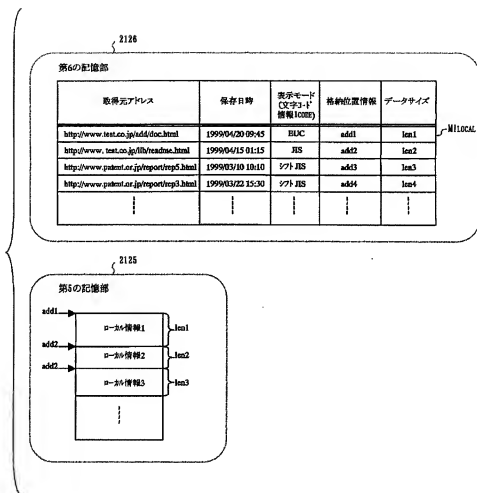 2126
第6の記憶部
取得元アドレス 保存日時 表示モード 格納位置情報 データサイズ
(文字コード
情報ICODE)
http://www.test.co.jp/add/doc.html 1999/04/20 09:45 EUC add1 len1
http://www.test.co.jp/lib/readme.html 1999/04/15 01:15 JIS add2 len2
http://www.patent.or.jp/report/rep5.html 1999/03/10 10:10 シフトJIS add3 len3
http://www.patent.or.jp/report/rep3.html 1999/03/22 15:30 シフトJIS add4 len4
MILOCAL
2125
第5の記憶部
add1
ローカル情報1 len1
add2
ローカル情報2 len2
add2
ローカル情報3 len3